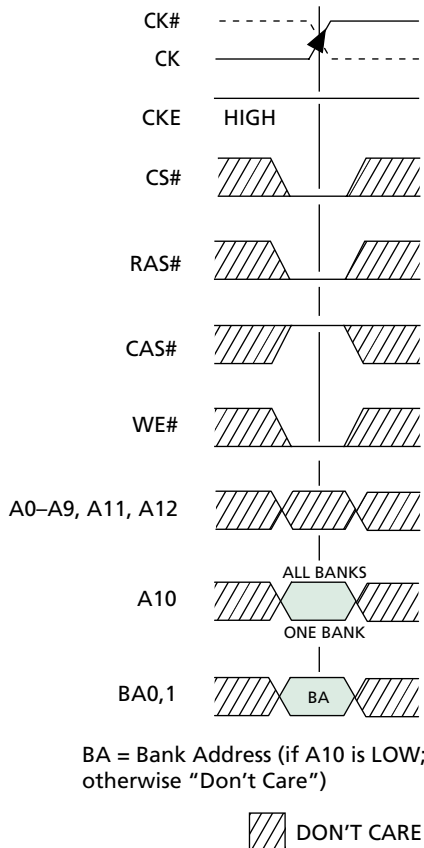 CK#
CK
CKE HIGH
CS#
RAS#
CAS#
WE#
A0–A9, A11, A12
ALL BANKS
A10
ONE BANK
BA0,1 BA
BA = Bank Address (if A10 is LOW;
otherwise “Don’t Care”)
DON’T CARE